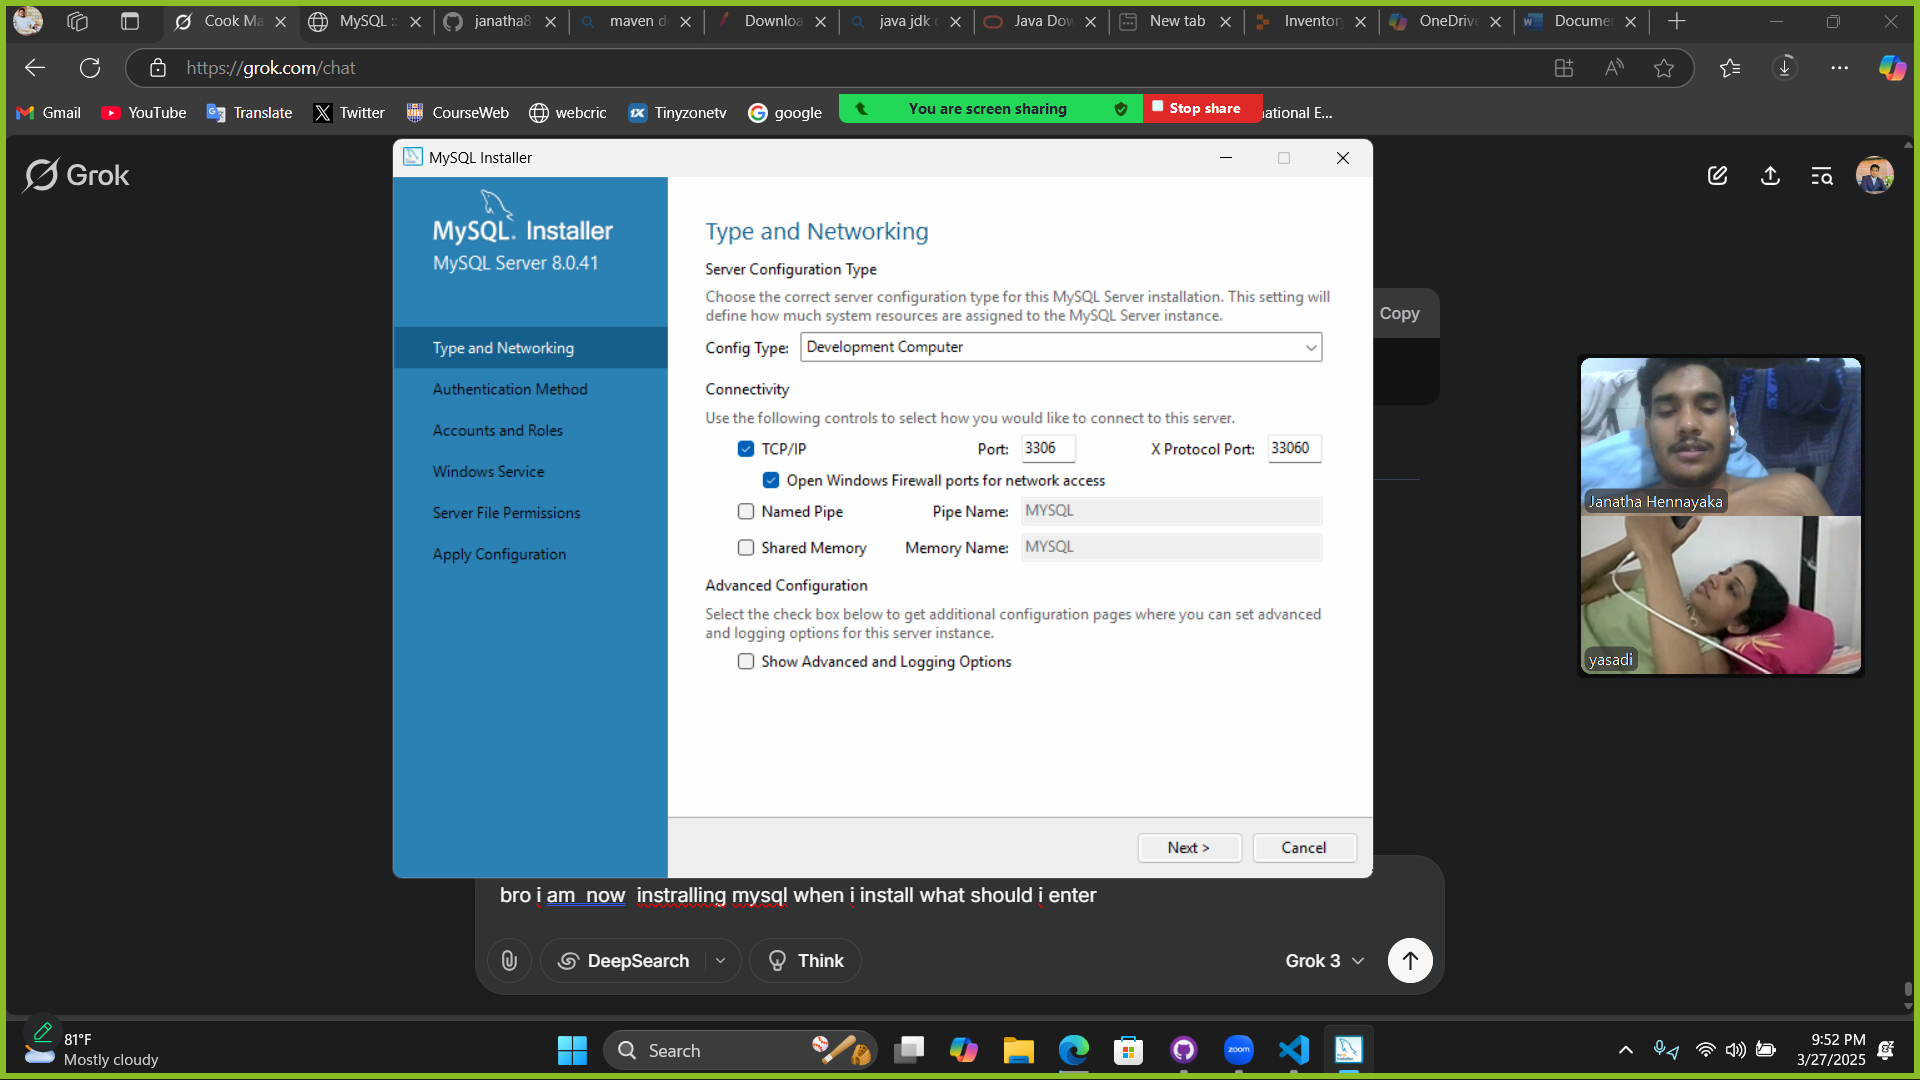 Cook Ma
MySQL ::
janatha8
maven d
Downloa
java jdk
Java Dow
New tab
Inventor
OneDrive
Documen
https://grok.com/chat
Gmail
YouTube
Translate
Twitter
CourseWeb
webcric
Tinyzonetv
google
You are screen sharing
Stop share
ational E...
Grok
MySQL Installer
MySQL. Installer
MySQL Server 8.0.41
Type and Networking
Authentication Method
Accounts and Roles
Windows Service
Server File Permissions
Apply Configuration
Type and Networking
Server Configuration Type
Choose the correct server configuration type for this MySQL Server installation. This setting will
define how much system resources are assigned to the MySQL Server instance.
Config Type: Development Computer
Connectivity
Use the following controls to select how you would like to connect to this server.
TCP/IP Port: 3306 X Protocol Port: 33060
Open Windows Firewall ports for network access
Named Pipe Pipe Name: MYSQL
Shared Memory Memory Name: MYSQL
Advanced Configuration
Select the check box below to get additional configuration pages where you can set advanced
and logging options for this server instance.
Show Advanced and Logging Options
Next > Cancel
Copy
Janatha Hennayaka
yasadi
bro i am now instralling mysql when i install what should i enter
DeepSearch
Think
Grok 3
81°F
Mostly cloudy
Search
zoom
9:52 PM
3/27/2025